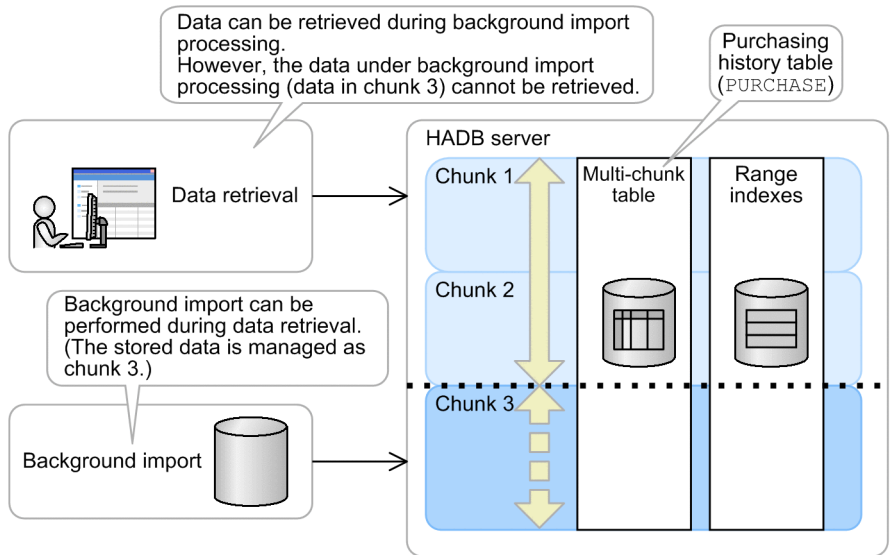 Data can be retrieved during background import
processing.
However, the data under background import
processing (data in chunk 3) cannot be retrieved.
Purchasing
history table
(PURCHASE)
Data retrieval
HADB server
Chunk 1
Multi-chunk
table
Range
indexes
Chunk 2
Background import can be
performed during data retrieval.
(The stored data is managed as
chunk 3.)
Chunk 3
Background import